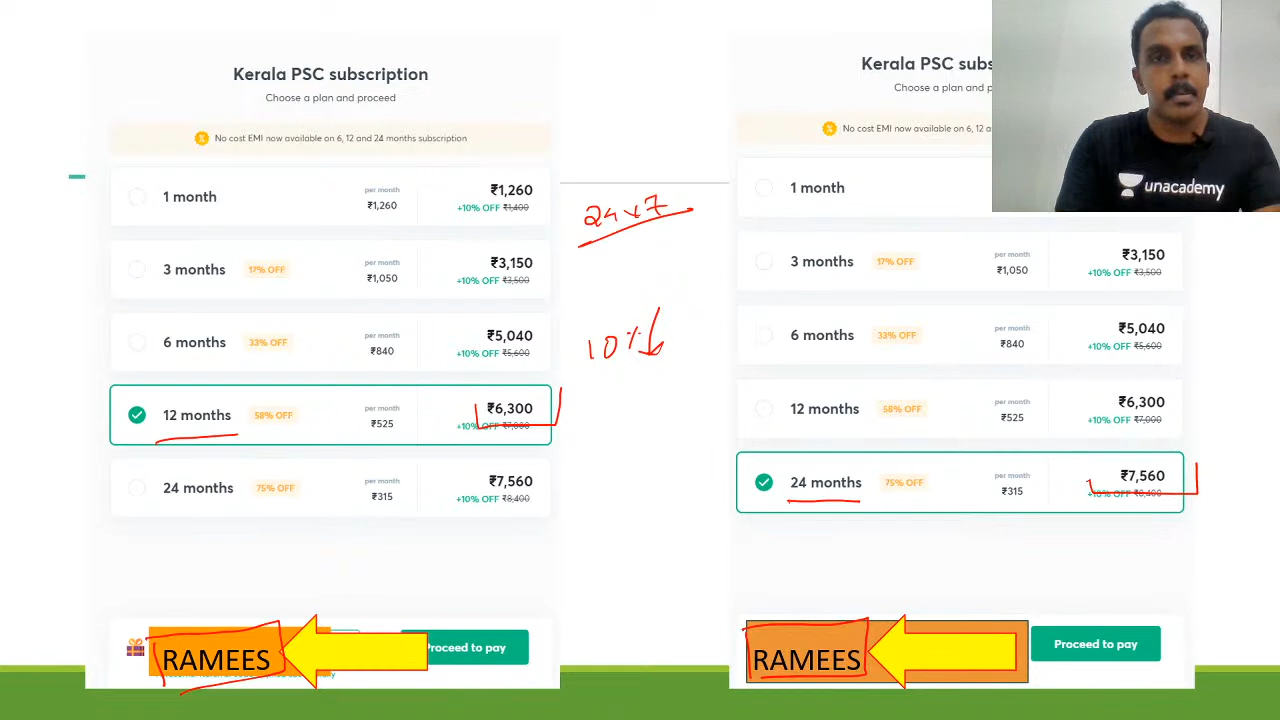 Kerala PSC subscription
Choose a plan and proceed
No cost EMI now available on 6, 12 and 24 months subscription
1 month
per month
₹1,260
₹1,260
+10% OFF ₹1,400
3 months 17% OFF
per month
₹1,050
₹3,150
+10% OFF ₹3,500
6 months 33% OFF
per month
₹840
₹5,040
+10% OFF ₹5,600
12 months 58% OFF
per month
₹525
₹6,300
+10% OFF ₹7,000
24 months 75% OFF
per month
₹315
₹7,560
+10% OFF ₹8,400
RAMEES
Proceed to pay
24x7
10%
Kerala PSC subs
Choose a plan and p
No cost EMI now available on 6, 12 a
1 month
3 months 17% OFF
per month
₹1,050
₹3,150
+10% OFF ₹3,500
6 months 33% OFF
per month
₹840
₹5,040
+10% OFF ₹5,600
12 months 58% OFF
per month
₹525
₹6,300
+10% OFF ₹7,000
24 months 75% OFF
per month
₹315
₹7,560
+10% OFF ₹8,400
RAMEES
Proceed to pay
unacademy